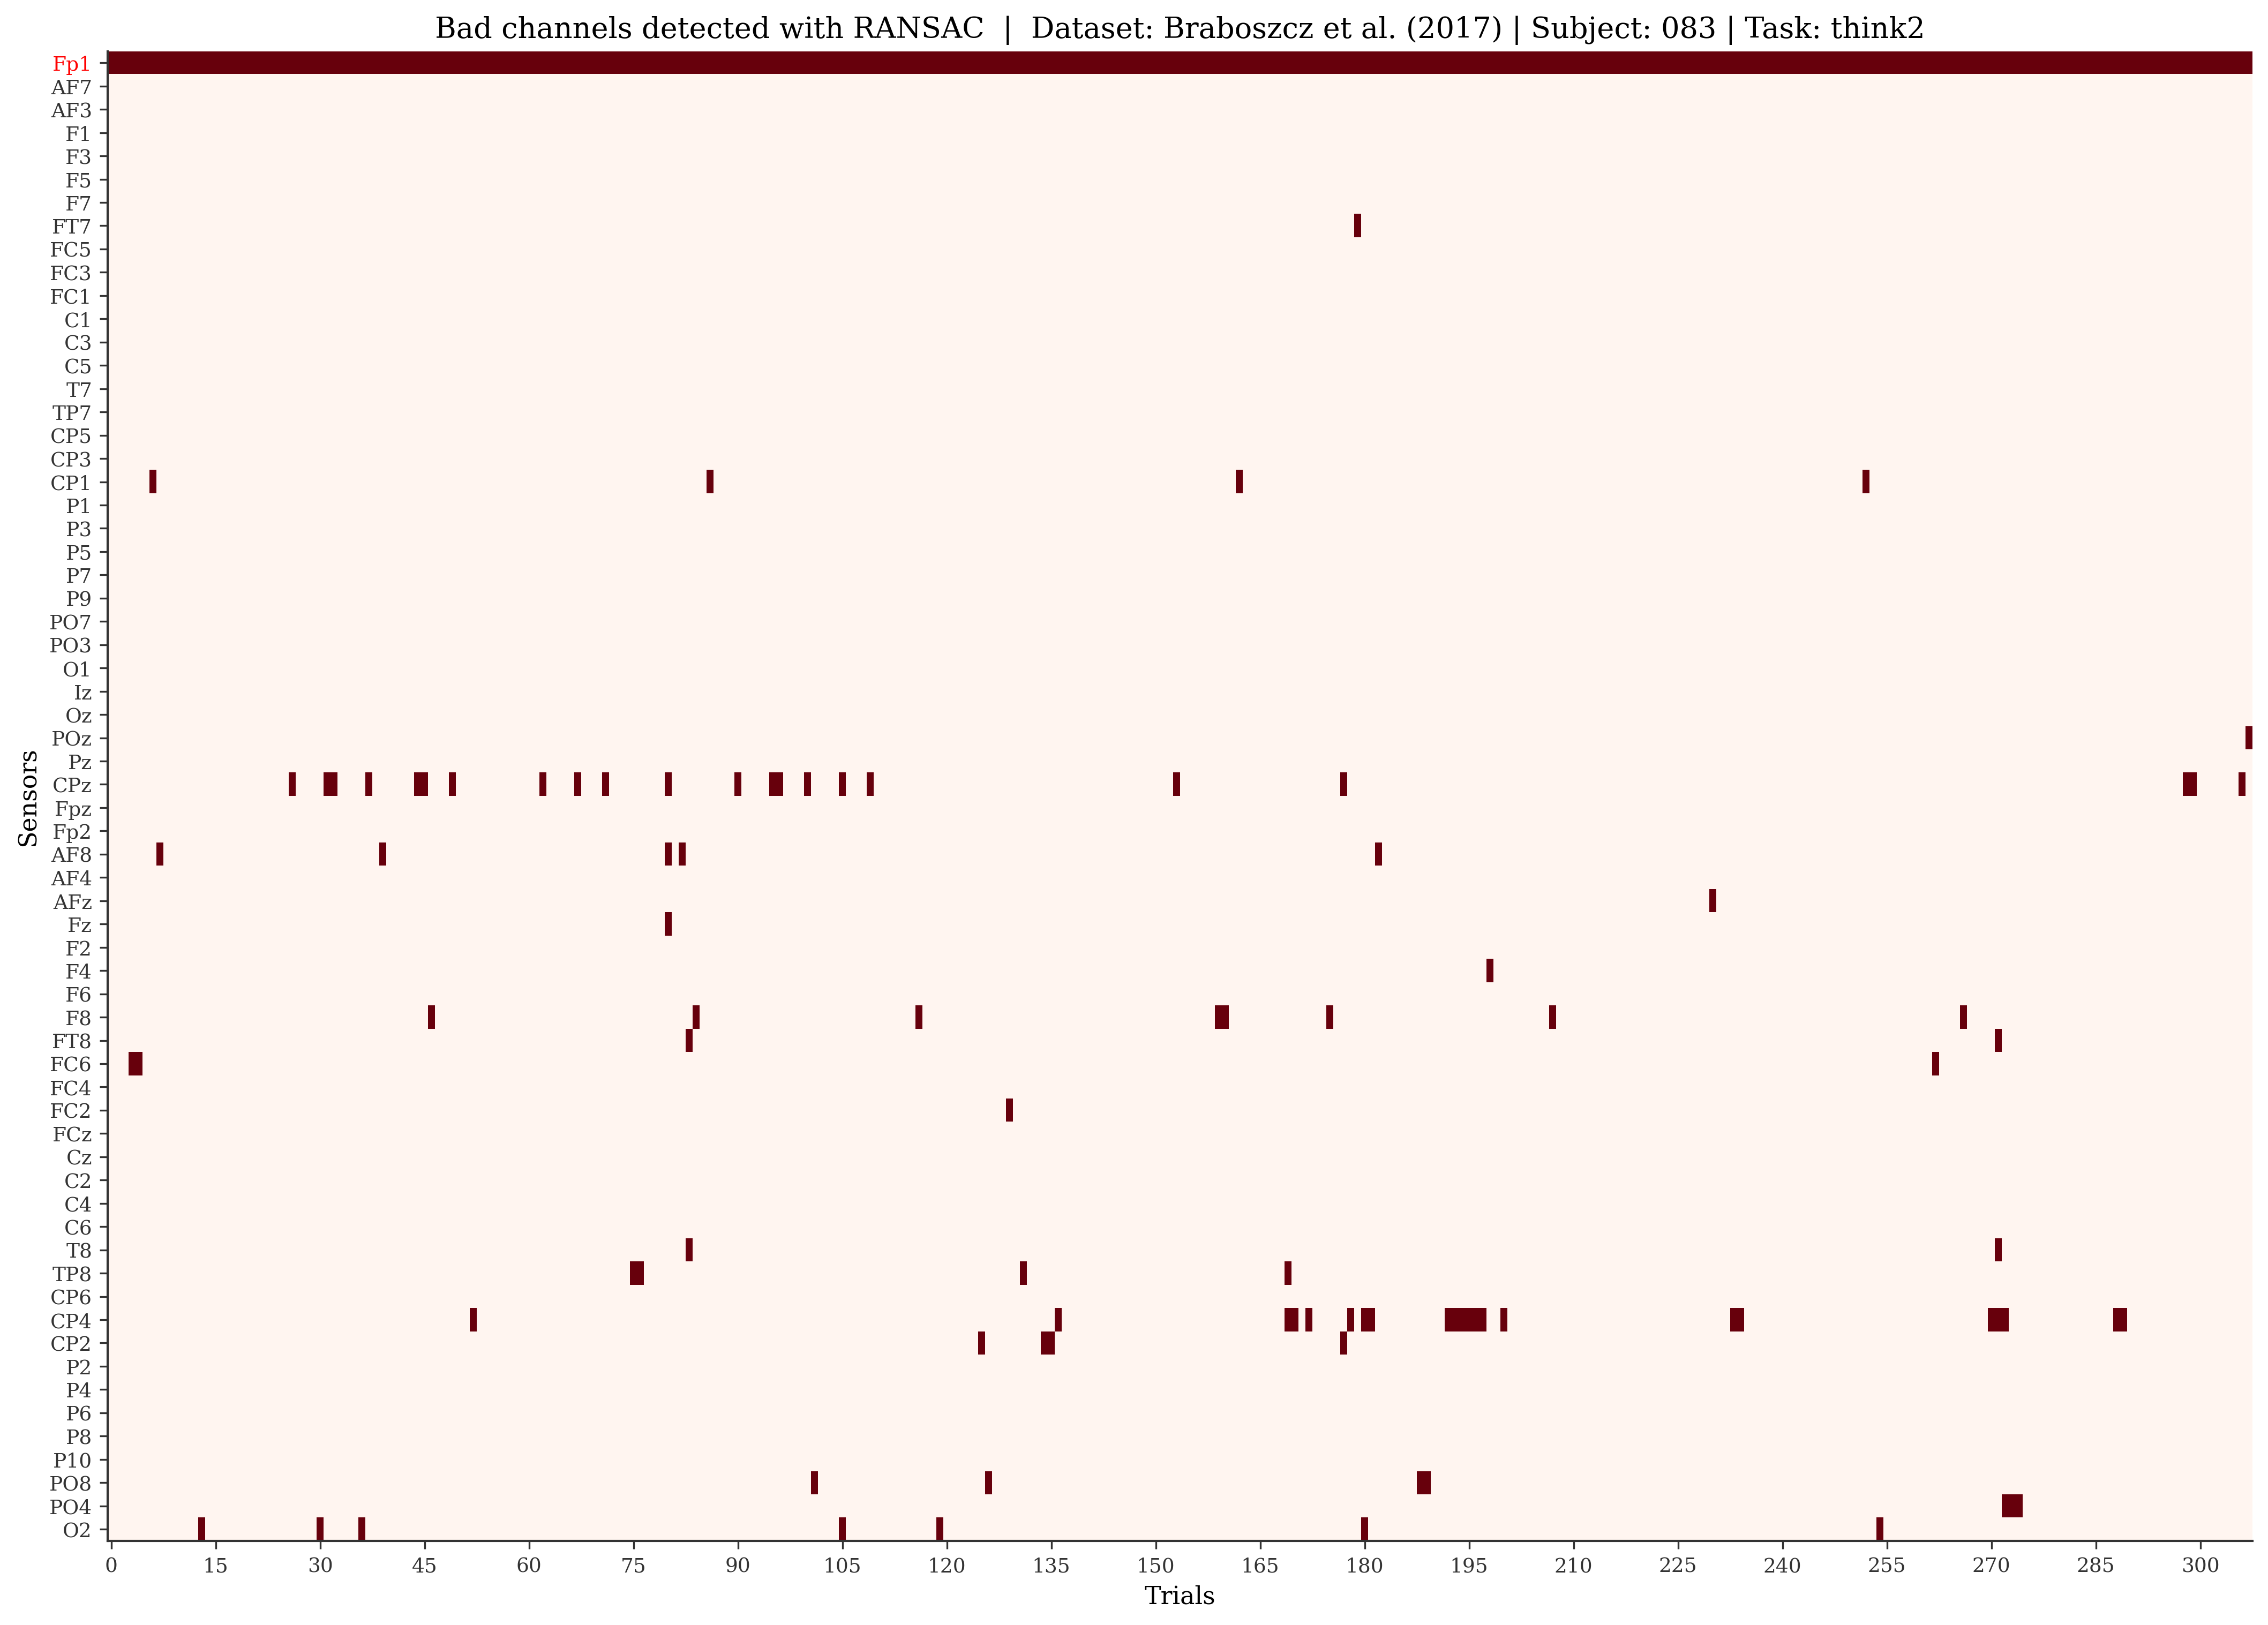 Bad channels detected with RANSAC | Dataset: Braboszcz et al. (2017) | Subject: 083 | Task: think2
Sensors
Fp1
AF7
AF3
F1
F3
F5
F7
FT7
FC5
FC3
FC1
C1
C3
C5
T7
TP7
CP5
CP3
CP1
P1
P3
P5
P7
P9
PO7
PO3
O1
Iz
Oz
POz
Pz
CPz
Fpz
Fp2
AF8
AF4
AFz
Fz
F2
F4
F6
F8
FT8
FC6
FC4
FC2
FCz
Cz
C2
C4
C6
T8
TP8
CP6
CP4
CP2
P2
P4
P6
P8
P10
PO8
PO4
O2
0 15 30 45 60 75 90 105 120 135 150 165 180 195 210 225 240 255 270 285 300
Trials